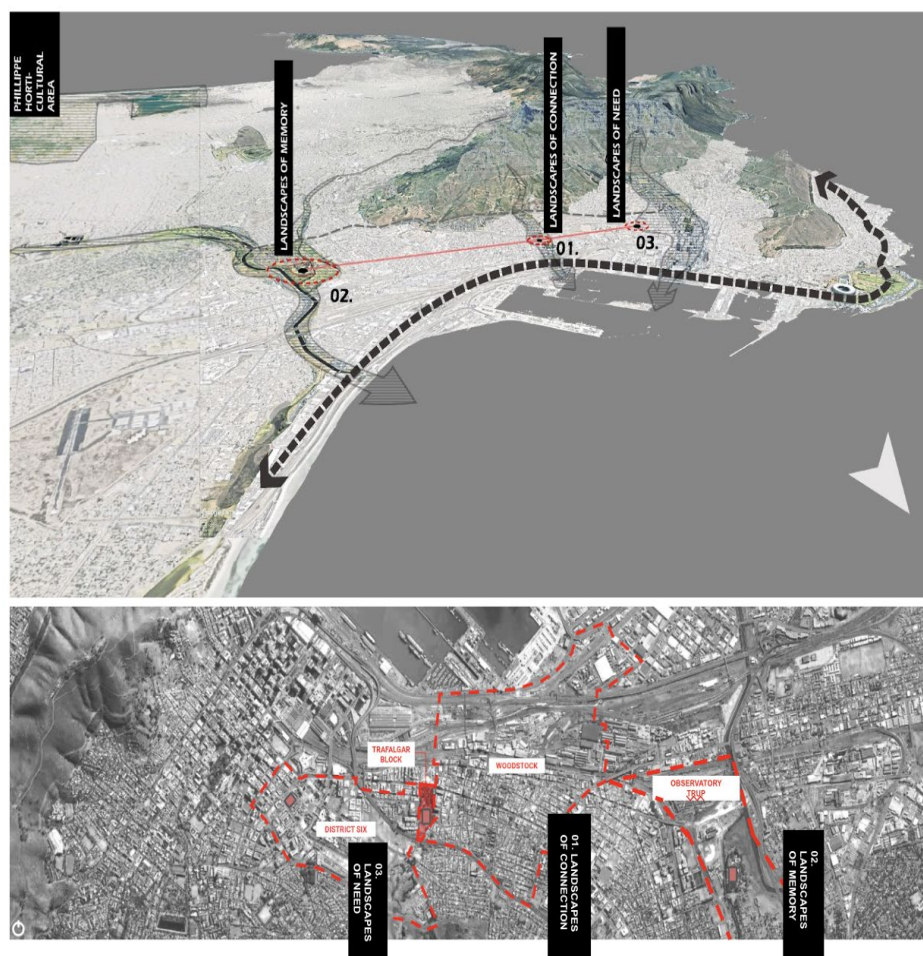 PHILLIPPE
HORTI-
CULTURAL
AREA
LANDSCAPES OF MEMORY
LANDSCAPES OF CONNECTION
LANDSCAPES OF NEED
01.
03.
02.
TRAFALGAR
BLOCK
WOODSTOCK
OBSERVATORY
TRUP
DISTRICT SIX
03.
LANDSCAPES
OF NEED
01. LANDSCAPES
OF CONNECTION
02.
LANDSCAPES
OF MEMORY